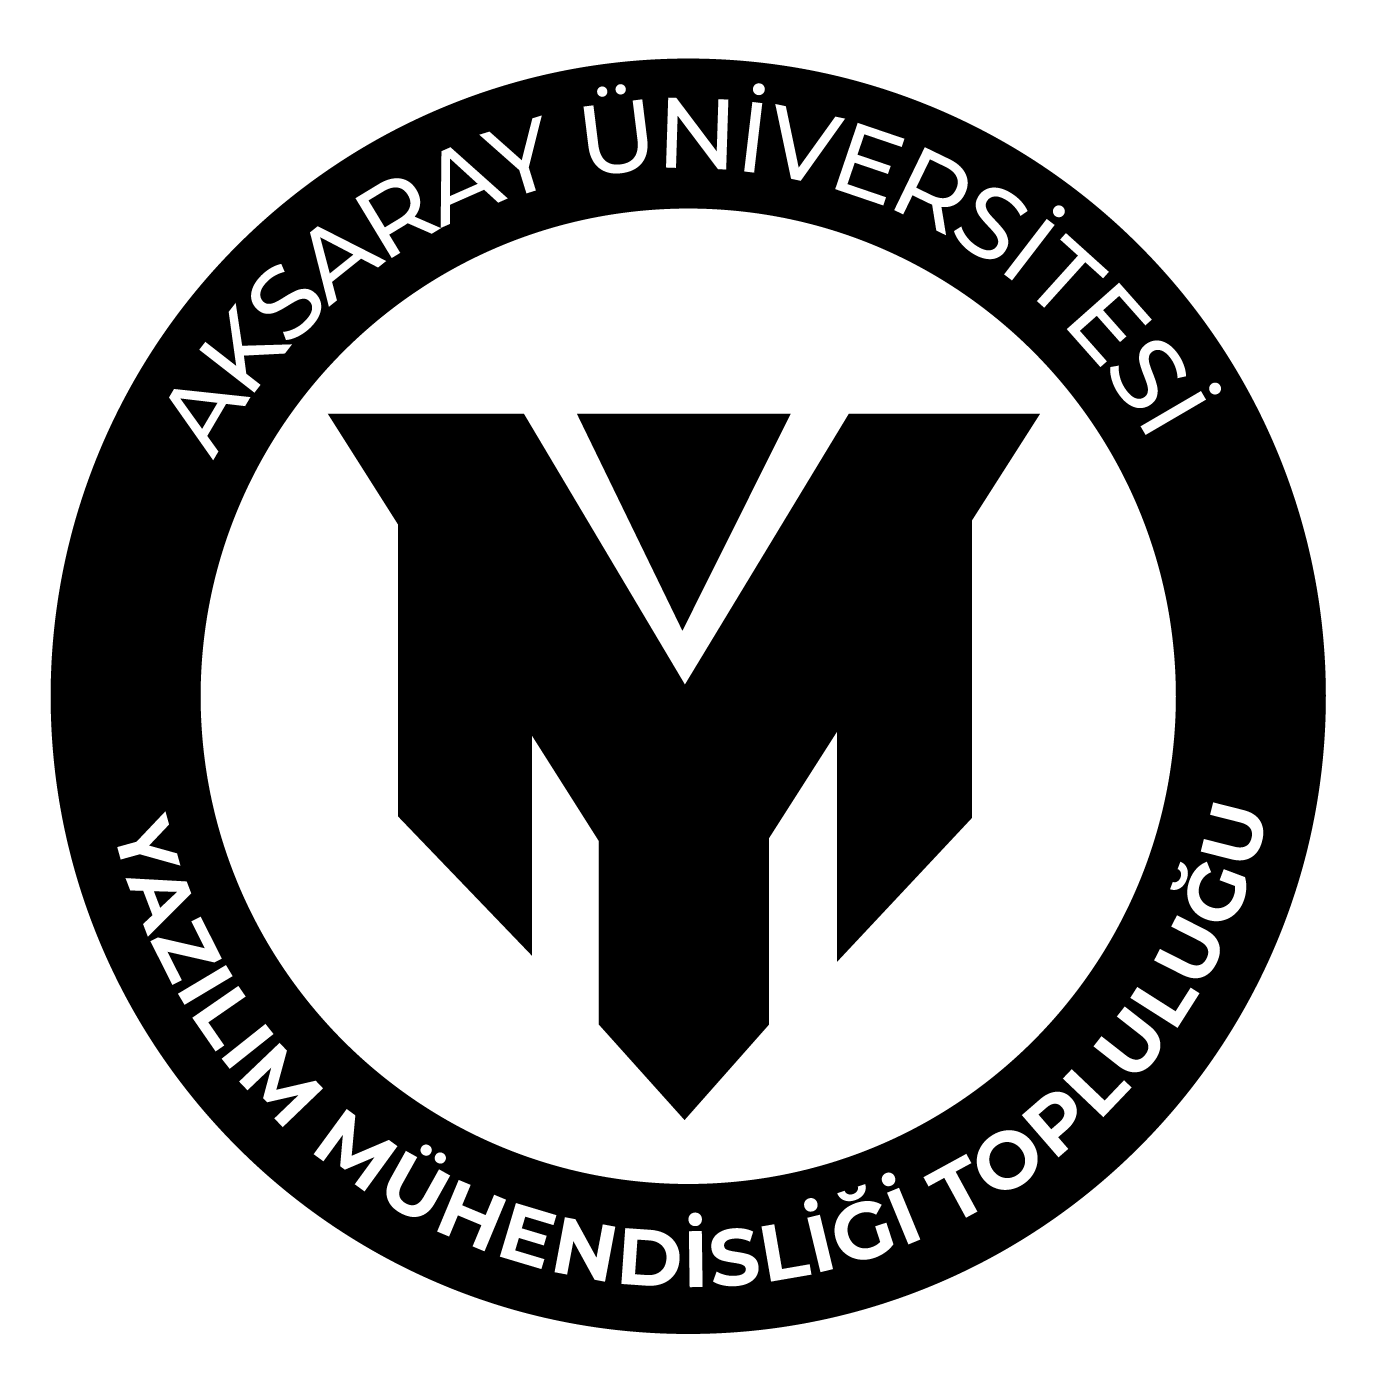 AKSARAY ÜNİVERSİTESİ
YAZILIM MÜHENDİSLİĞİ TOPLULUĞU